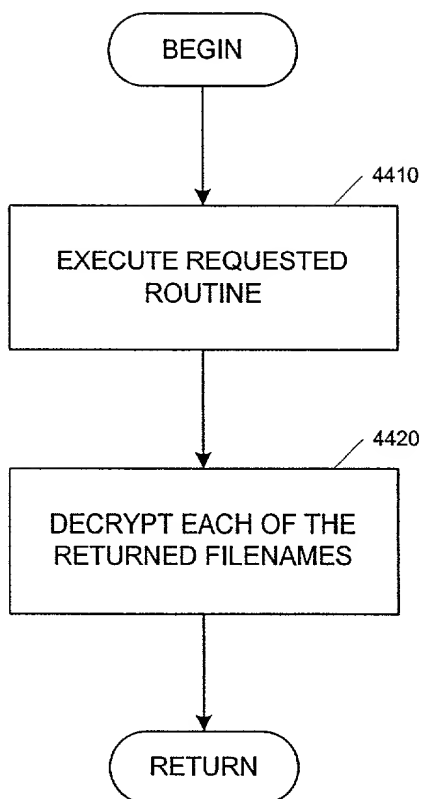 BEGIN
4410
EXECUTE REQUESTED
ROUTINE
4420
DECRYPT EACH OF THE
RETURNED FILENAMES
RETURN